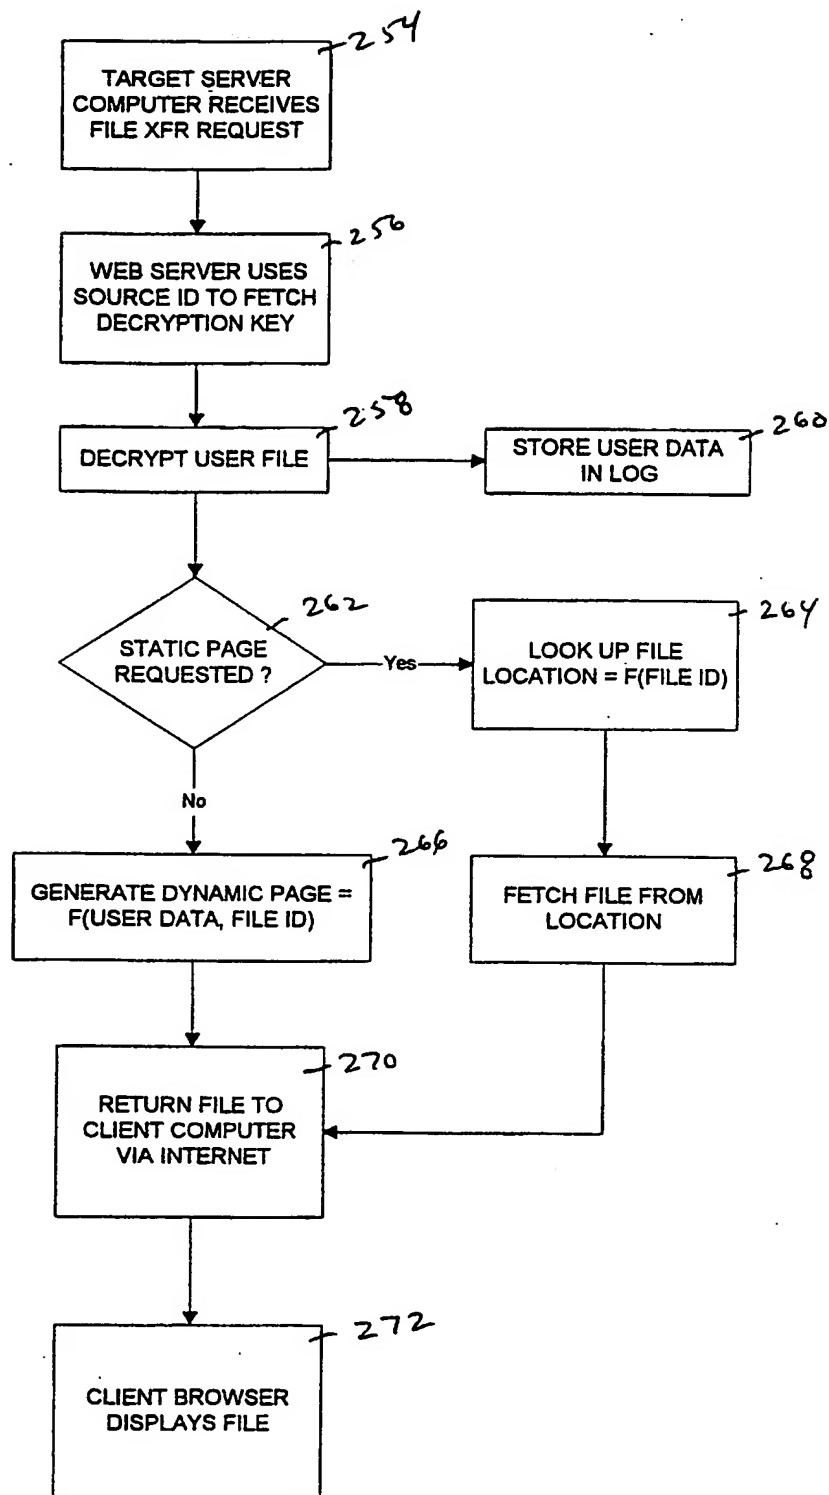 254
TARGET SERVER
COMPUTER RECEIVES
FILE XFR REQUEST
256
WEB SERVER USES
SOURCE ID TO FETCH
DECRYPTION KEY
258
DECRYPT USER FILE
260
STORE USER DATA
IN LOG
262
STATIC PAGE
REQUESTED ?
Yes
264
LOOK UP FILE
LOCATION = F(FILE ID)
No
266
GENERATE DYNAMIC PAGE =
F(USER DATA, FILE ID)
268
FETCH FILE FROM
LOCATION
270
RETURN FILE TO
CLIENT COMPUTER
VIA INTERNET
272
CLIENT BROWSER
DISPLAYS FILE